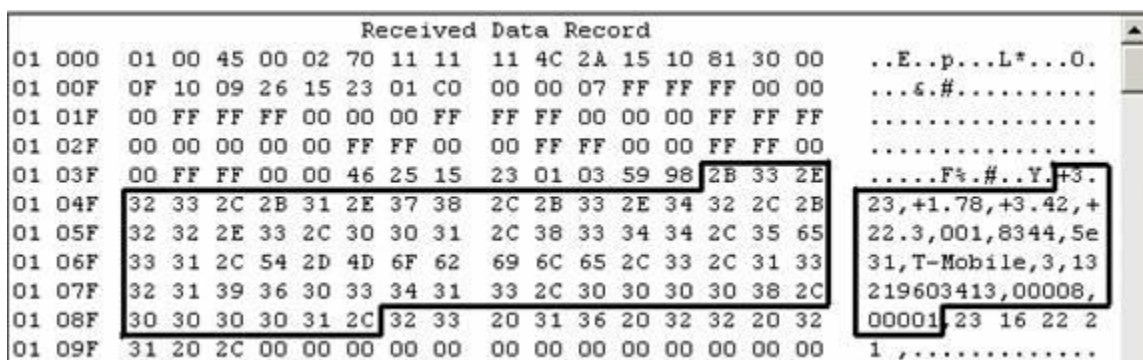 Received Data Record
01 000 01 00 45 00 02 70 11 11 11 4C 2A 15 10 81 30 00 ..E..p...L*...0.
01 00F 0F 10 09 26 15 23 01 C0 00 00 07 FF FF FF 00 00 ...&.#..........
01 01F 00 FF FF FF 00 00 00 FF FF FF 00 00 00 FF FF FF ................
01 02F 00 00 00 00 00 FF FF 00 00 FF FF 00 00 FF FF 00 ................
01 03F 00 FF FF 00 00 46 25 15 23 01 03 59 98 2B 33 2E .....F%.#..Y.+3.
01 04F 32 33 2C 2B 31 2E 37 38 2C 2B 33 2E 34 32 2C 2B 23,+1.78,+3.42,+
01 05F 32 32 2E 33 2C 30 30 31 2C 38 33 34 34 2C 35 65 22.3,001,8344,5e
01 06F 33 31 2C 54 2D 4D 6F 62 69 6C 65 2C 33 2C 31 33 31,T-Mobile,3,13
01 07F 32 31 39 36 30 33 34 31 33 2C 30 30 30 30 38 2C 219603413,00008,
01 08F 30 30 30 30 31 2C 32 33 20 31 36 20 32 32 20 32 00001,23 16 22 2
01 09F 31 20 2C 00 00 00 00 00 00 00 00 00 00 00 00 00 1 ,.............